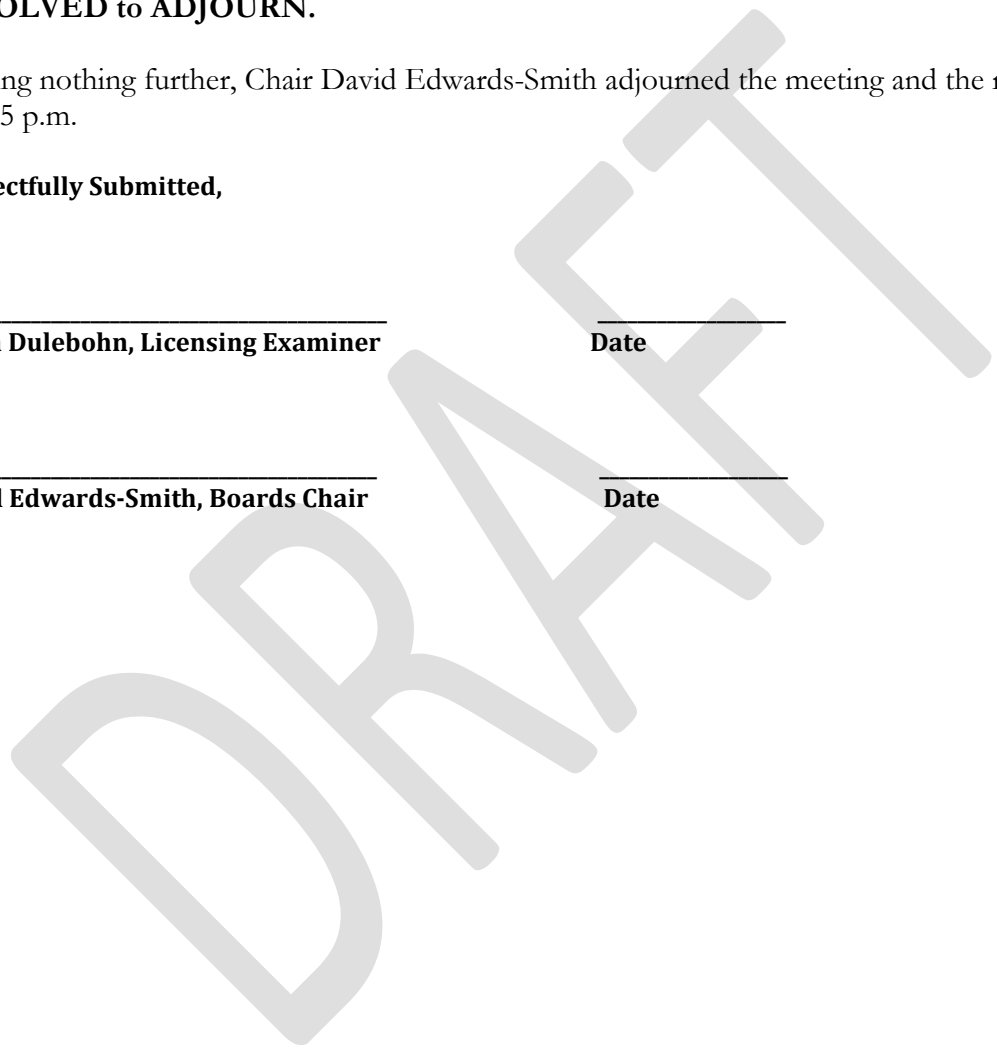 OLVED to ADJOURN.
ng nothing further, Chair David Edwards-Smith adjourned the meeting and the
5 p.m.
ectfully Submitted,
Dulebohn, Licensing Examiner Date
Edwards-Smith, Boards Chair Date
DRAFT